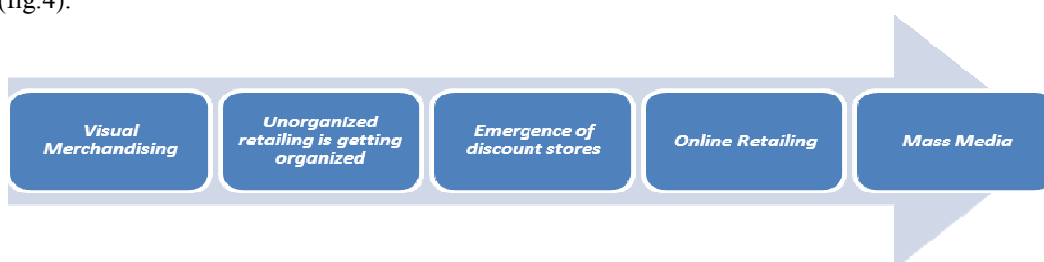 (fig.4).
Visual
Merchandising
Unorganized
retailing is getting
organized
Emergence of
discount stores
Online Retailing
Mass Media